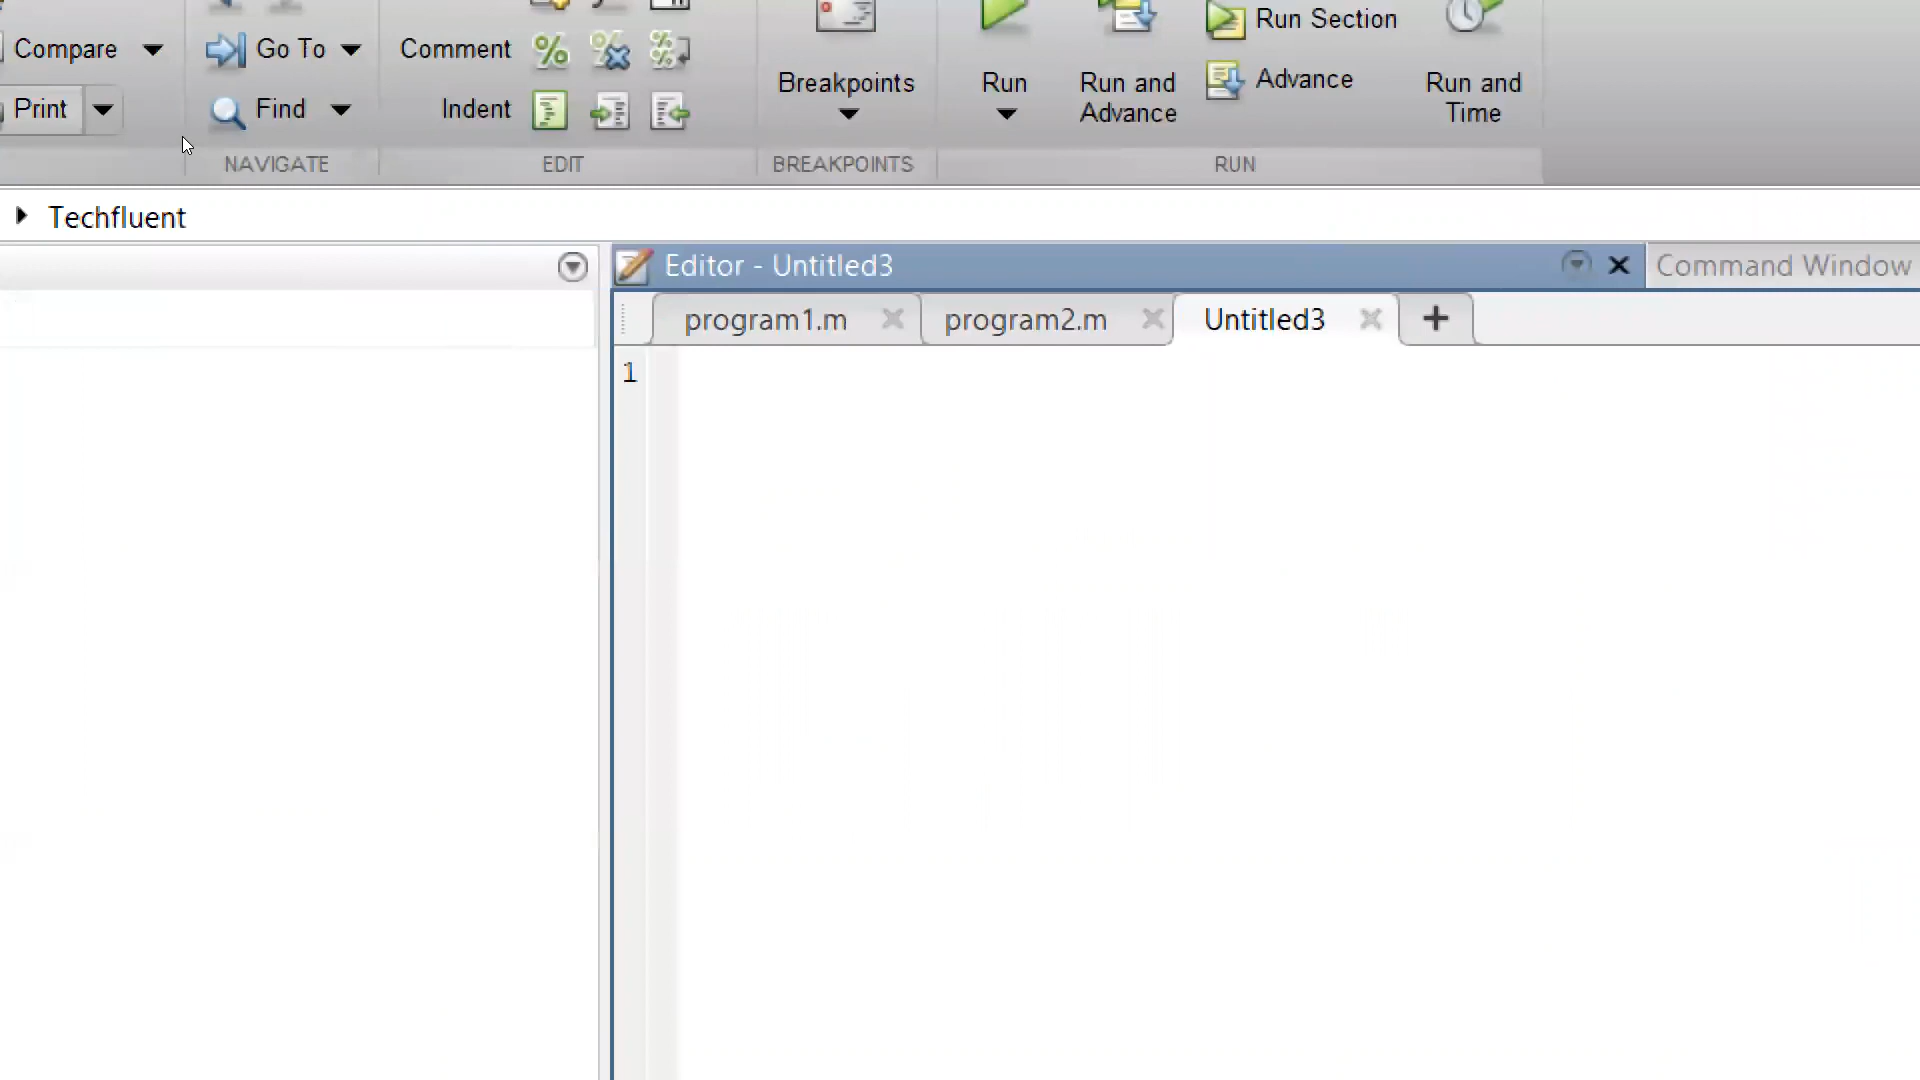 Compare Go To Comment Run Section
Print Find Indent Breakpoints Run Run and Advance Advance Run and Time
NAVIGATE EDIT BREAKPOINTS RUN
Techfluent
Editor - Untitled3 Command Window
program1.m program2.m Untitled3 +
1